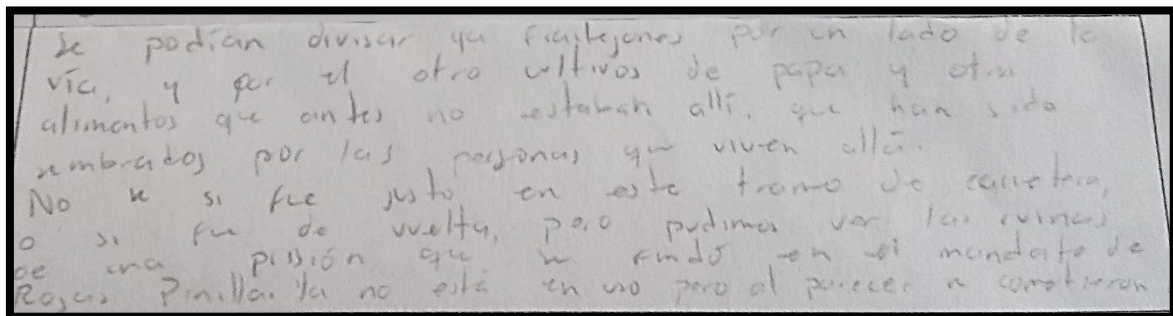 Se podían divisar ya frailejones por un lado de la
vía, y por el otro cultivos de papa y otros
alimentos que antes no estaban allí, que han sido
sembrados por las personas que viven allá.
No se si fue justo en este tramo de carretera,
o si fue de vuelta, pero pudimos ver las ruinas
de una prisión que se fundó en el mandato de
Rojas Pinilla. Ya no está en uso pero al parecer se cometieron